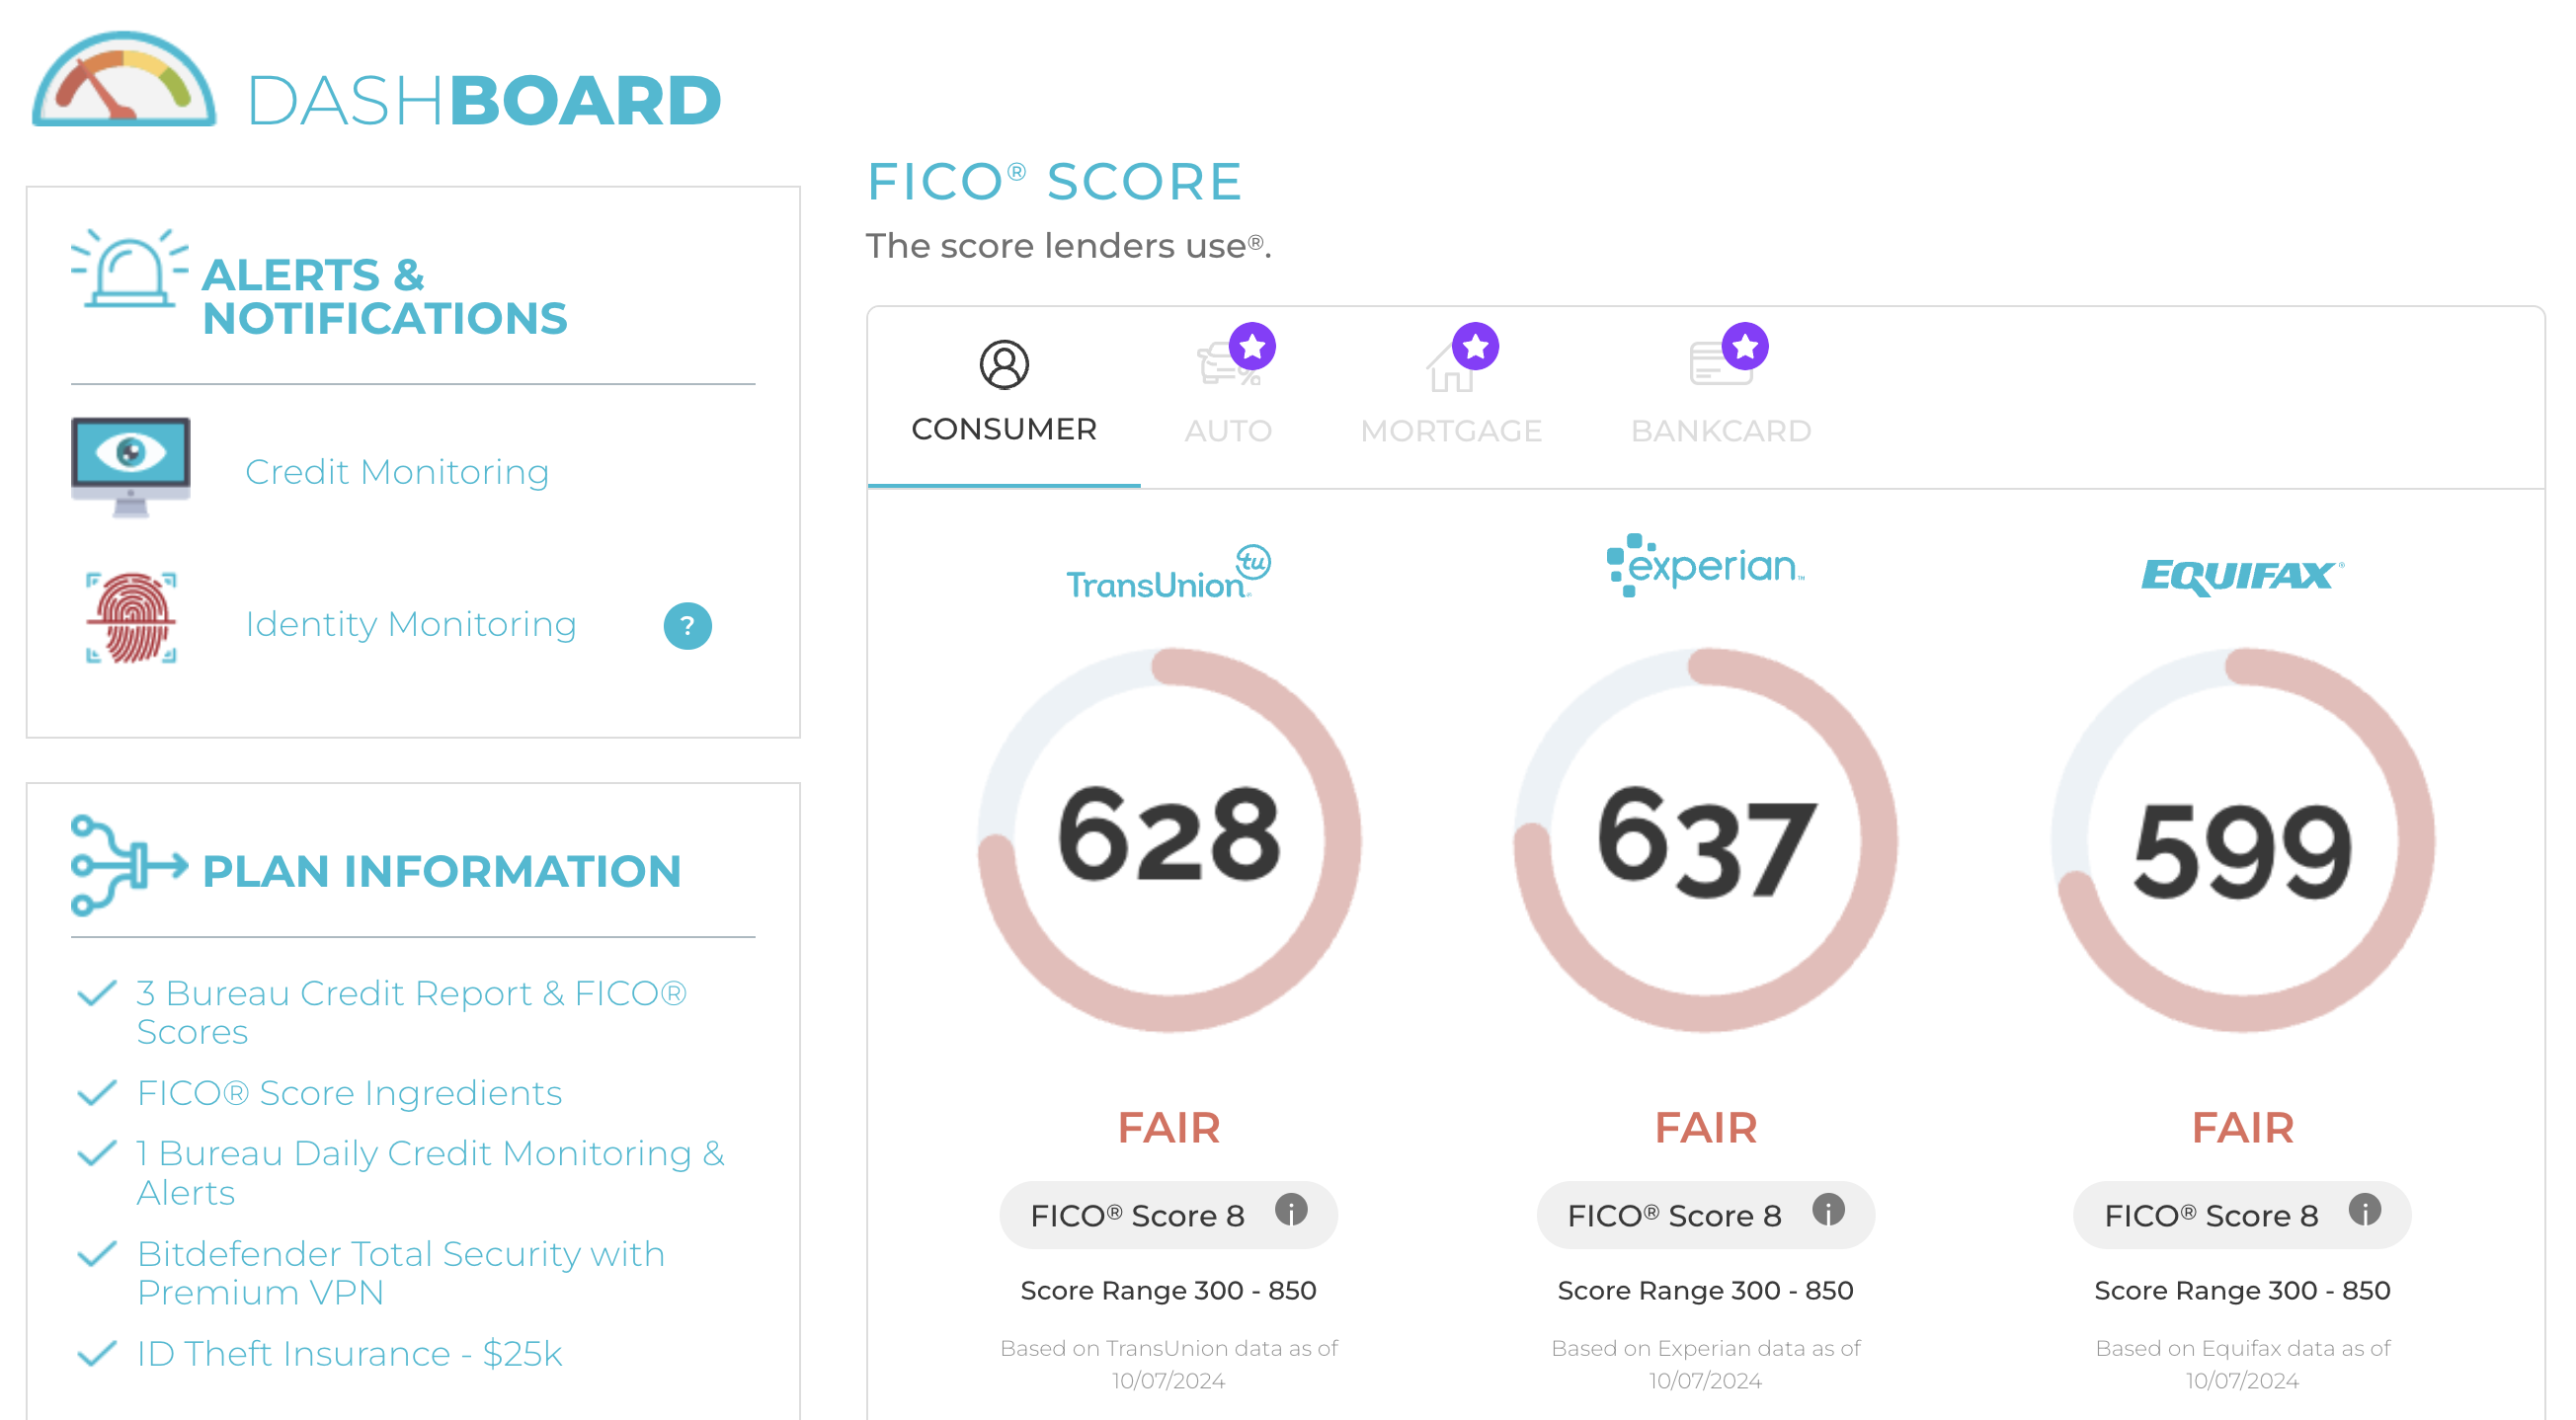 DASHBOARD
ALERTS &
NOTIFICATIONS
Credit Monitoring
Identity Monitoring ?
PLAN INFORMATION
3 Bureau Credit Report & FICO®
Scores
FICO® Score Ingredients
1 Bureau Daily Credit Monitoring &
Alerts
Bitdefender Total Security with
Premium VPN
ID Theft Insurance - $25k
FICO® SCORE
The score lenders use®.
CONSUMER AUTO MORTGAGE BANKCARD
TransUnion® tu
experian™
EQUIFAX®
628 637 599
FAIR FAIR FAIR
FICO® Score 8 i FICO® Score 8 i FICO® Score 8 i
Score Range 300 - 850 Score Range 300 - 850 Score Range 300 - 850
Based on TransUnion data as of
10/07/2024
Based on Experian data as of
10/07/2024
Based on Equifax data as of
10/07/2024